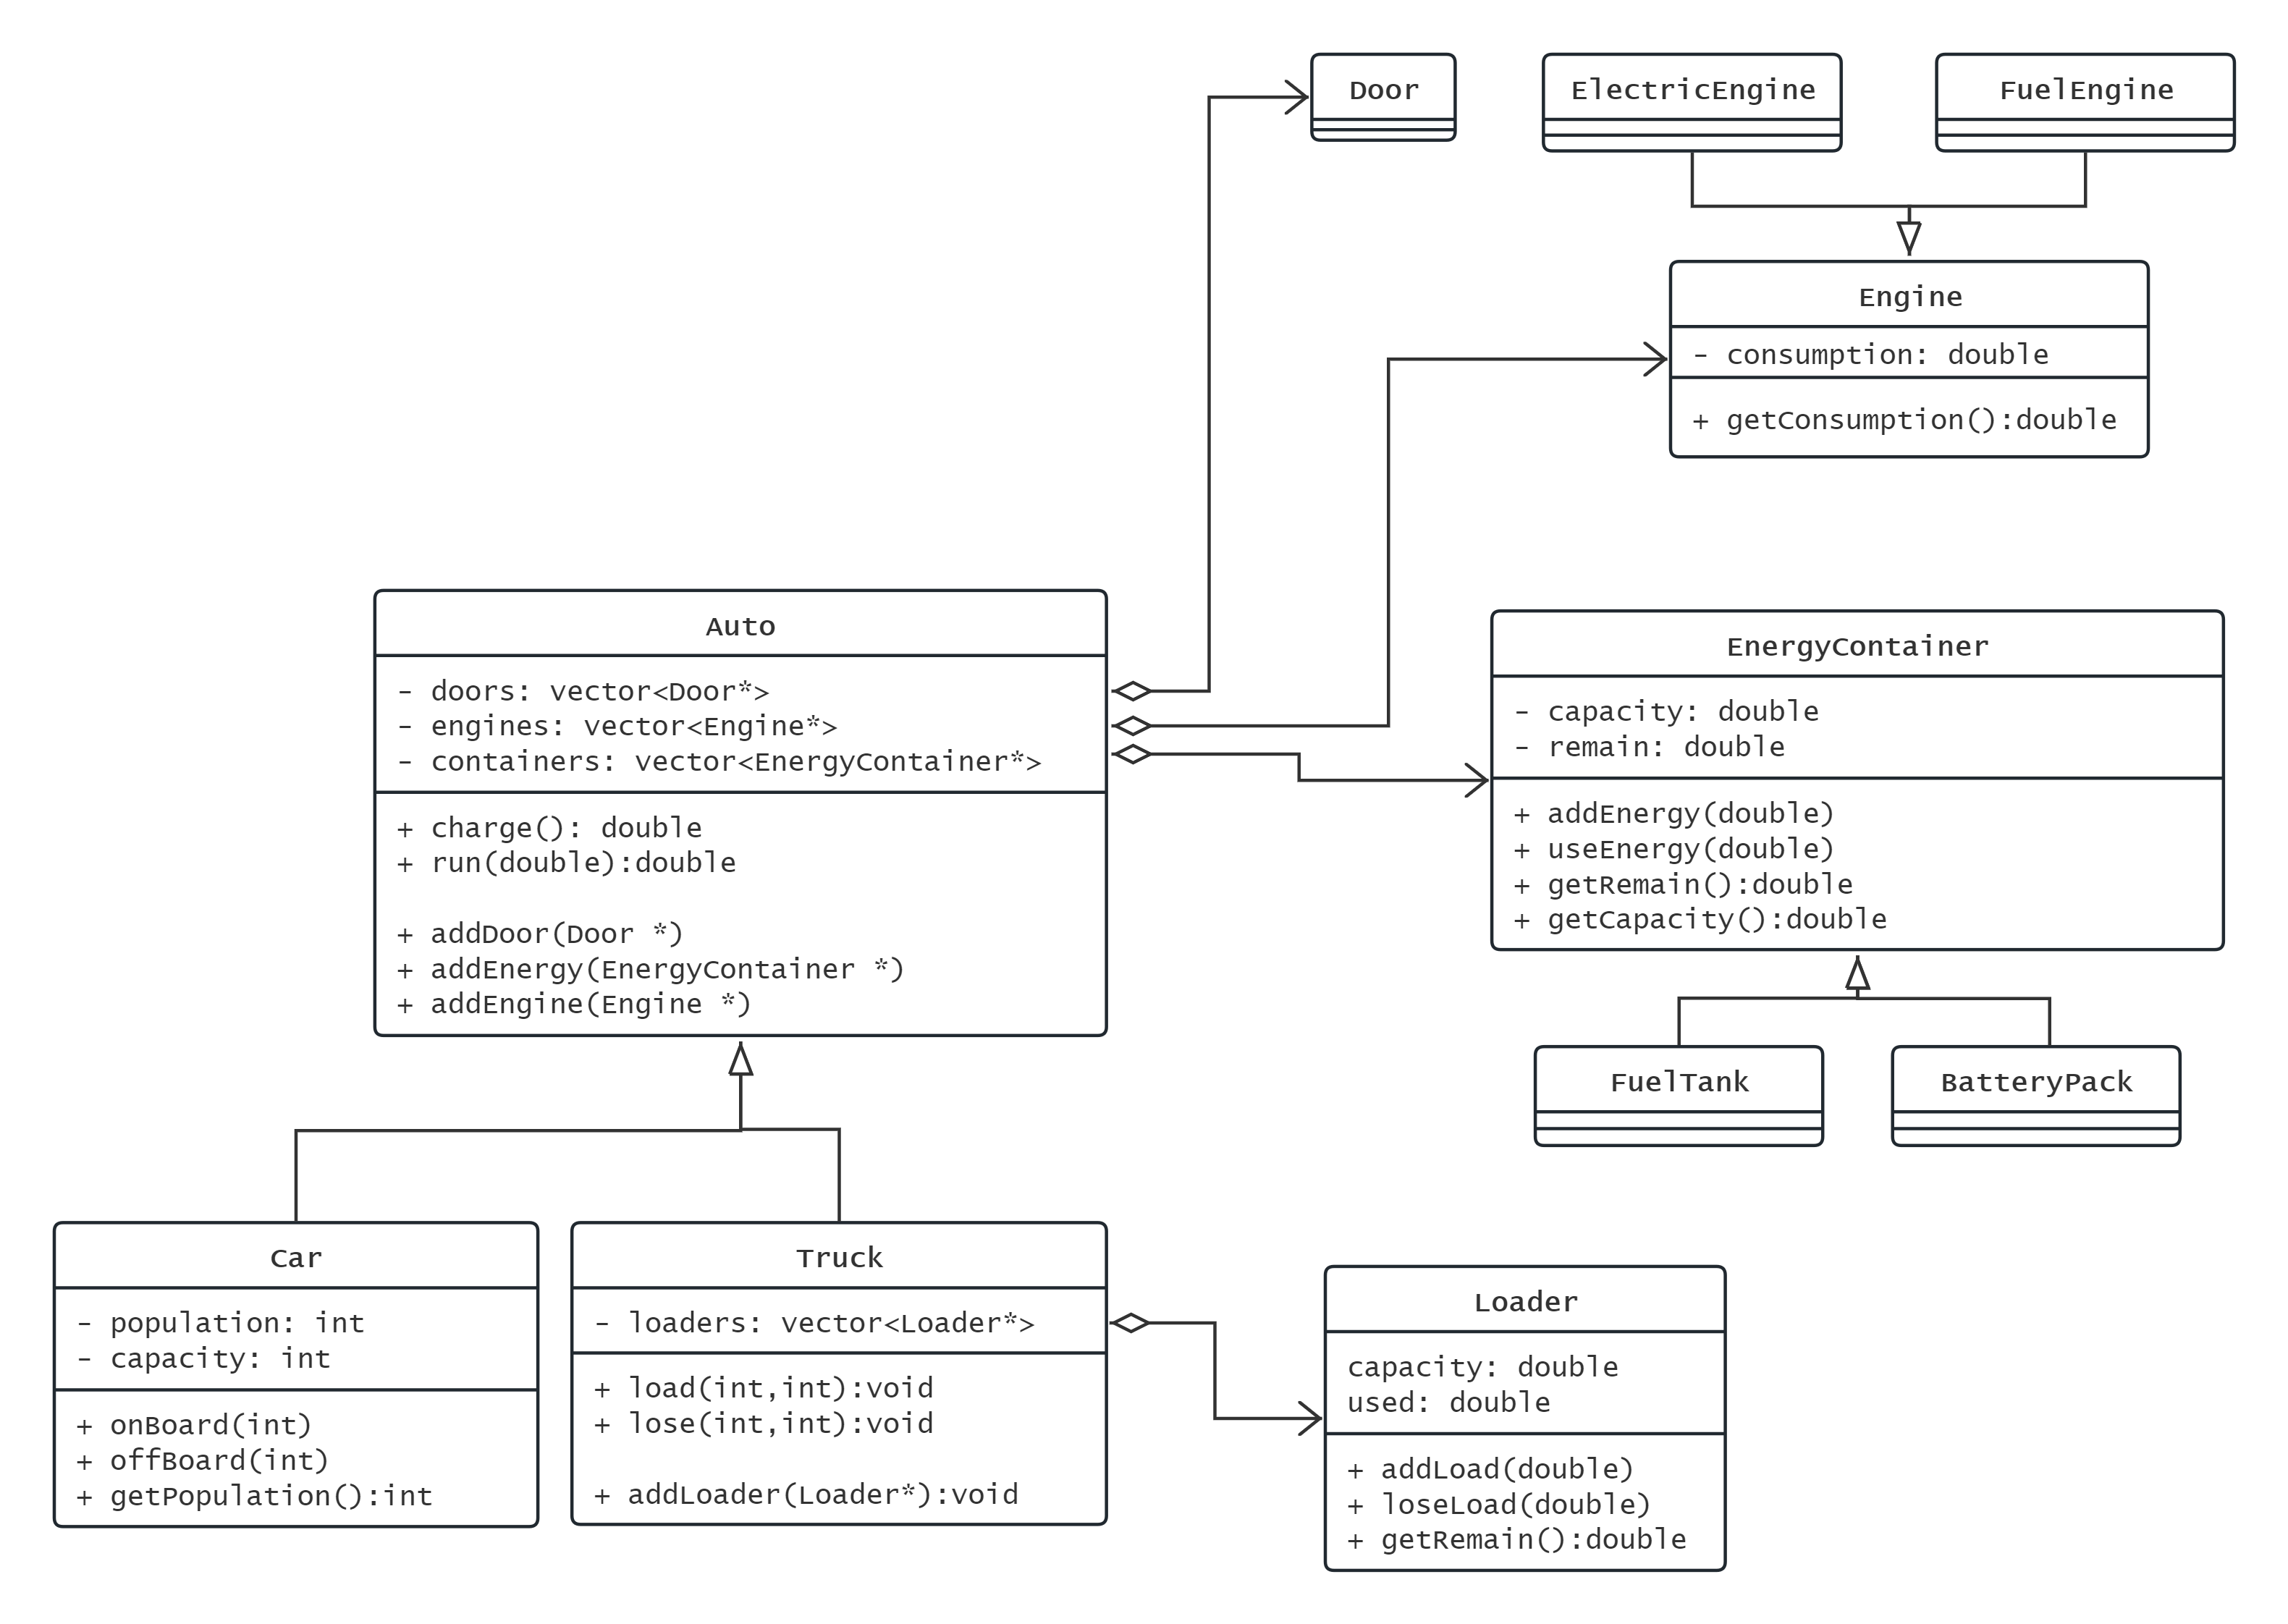 Door
ElectricEngine
FuelEngine
Engine
- consumption: double
+ getConsumption():double
Auto
- doors: vector<Door*>
- engines: vector<Engine*>
- containers: vector<EnergyContainer*>
+ charge(): double
+ run(double):double
+ addDoor(Door *)
+ addEnergy(EnergyContainer *)
+ addEngine(Engine *)
EnergyContainer
- capacity: double
- remain: double
+ addEnergy(double)
+ useEnergy(double)
+ getRemain():double
+ getCapacity():double
FuelTank
BatteryPack
Car
- population: int
- capacity: int
+ onBoard(int)
+ offBoard(int)
+ getPopulation():int
Truck
- loaders: vector<Loader*>
+ load(int,int):void
+ lose(int,int):void
+ addLoader(Loader*):void
Loader
capacity: double
used: double
+ addLoad(double)
+ loseLoad(double)
+ getRemain():double